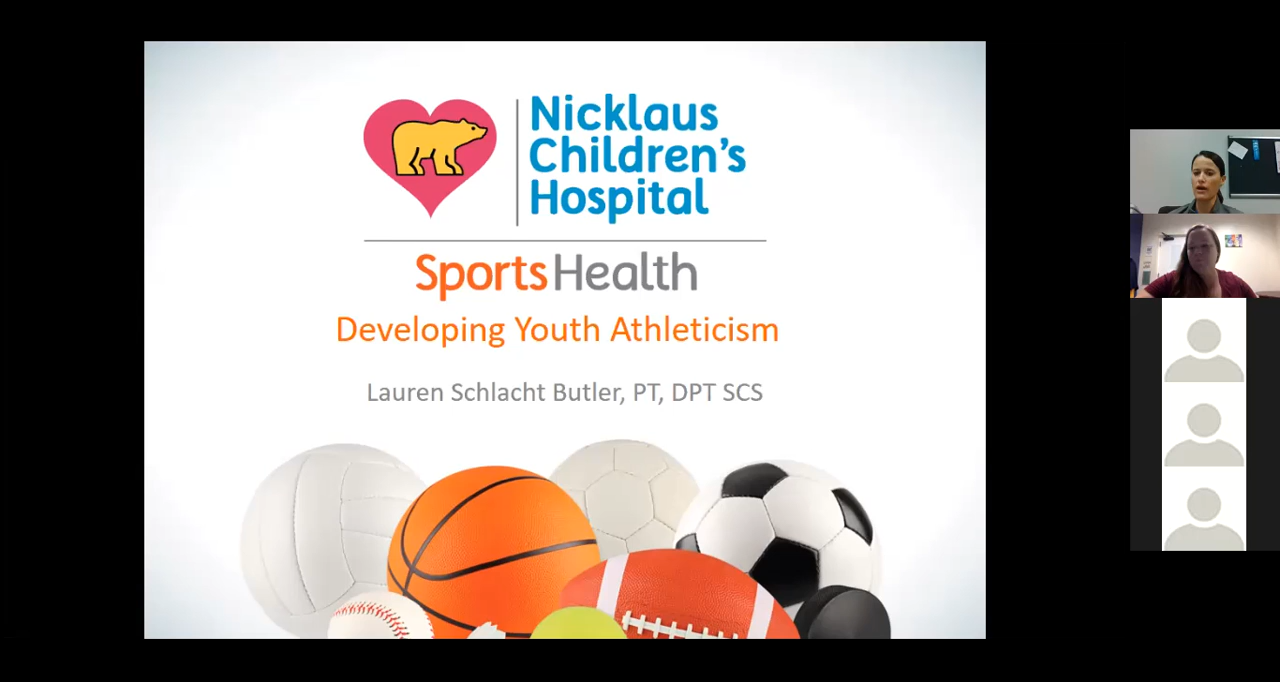 Nicklaus
Children's
Hospital
SportsHealth
Developing Youth Athleticism
Lauren Schlacht Butler, PT, DPT SCS